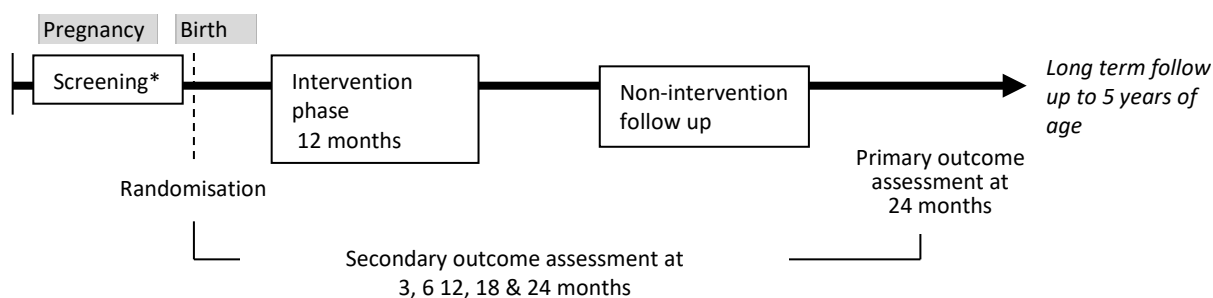 Pregnancy
Birth
Screening*
Intervention
phase
12 months
Non-intervention
follow up
Long term follow
up to 5 years of
age
Randomisation
Primary outcome
assessment at
24 months
Secondary outcome assessment at
3, 6 12, 18 & 24 months